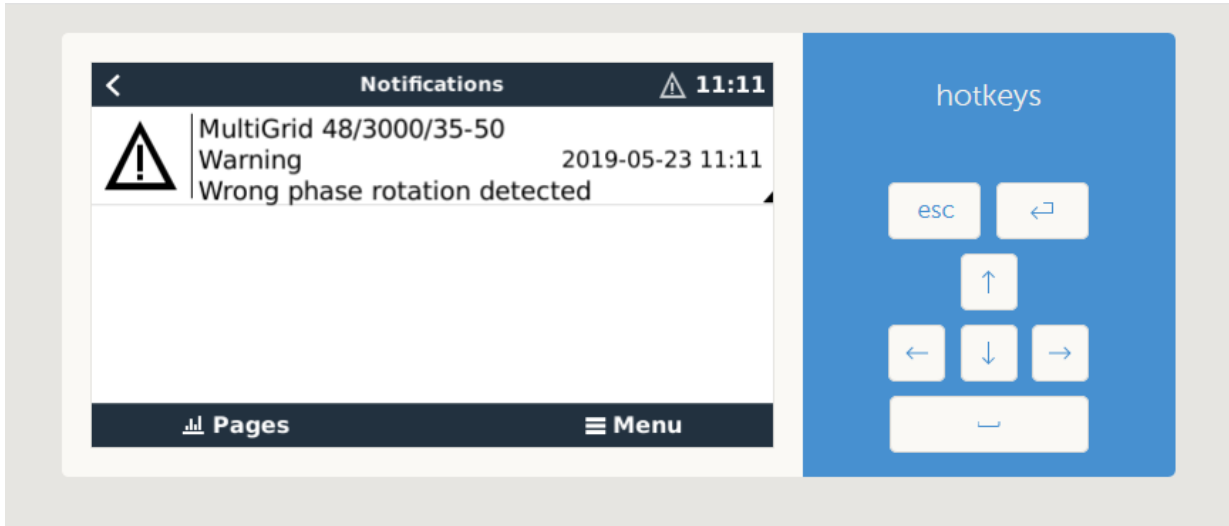 Notifications 11:11
MultiGrid 48/3000/35-50
Warning 2019-05-23 11:11
Wrong phase rotation detected
Pages Menu
hotkeys
esc